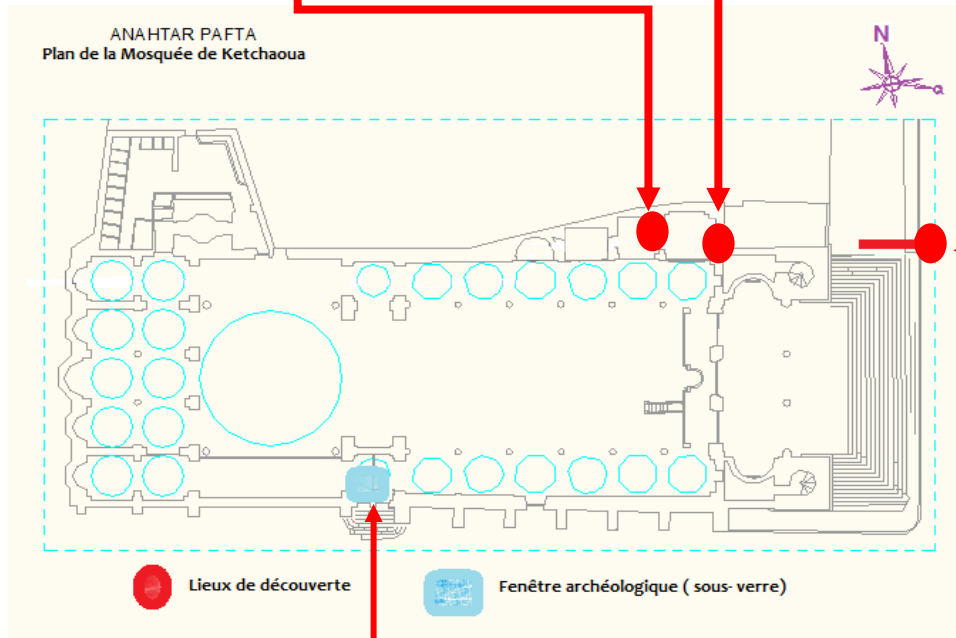 ANAHTAR PAFTA
Plan de la Mosquée de Ketchaoua
N
Lieux de découverte
Fenêtre archéologique ( sous- verre)